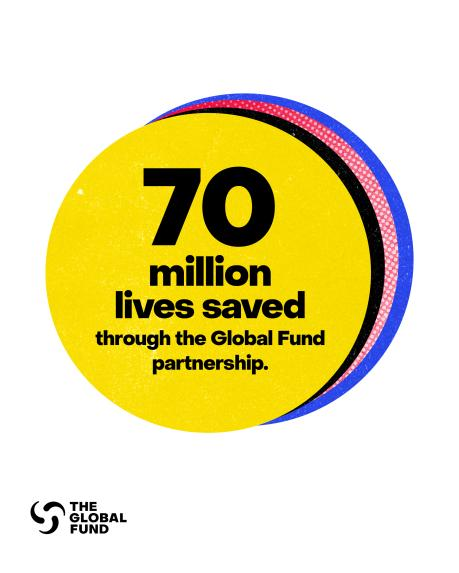 70
million
lives saved
through the Global Fund
partnership.
THE
GLOBAL
FUND